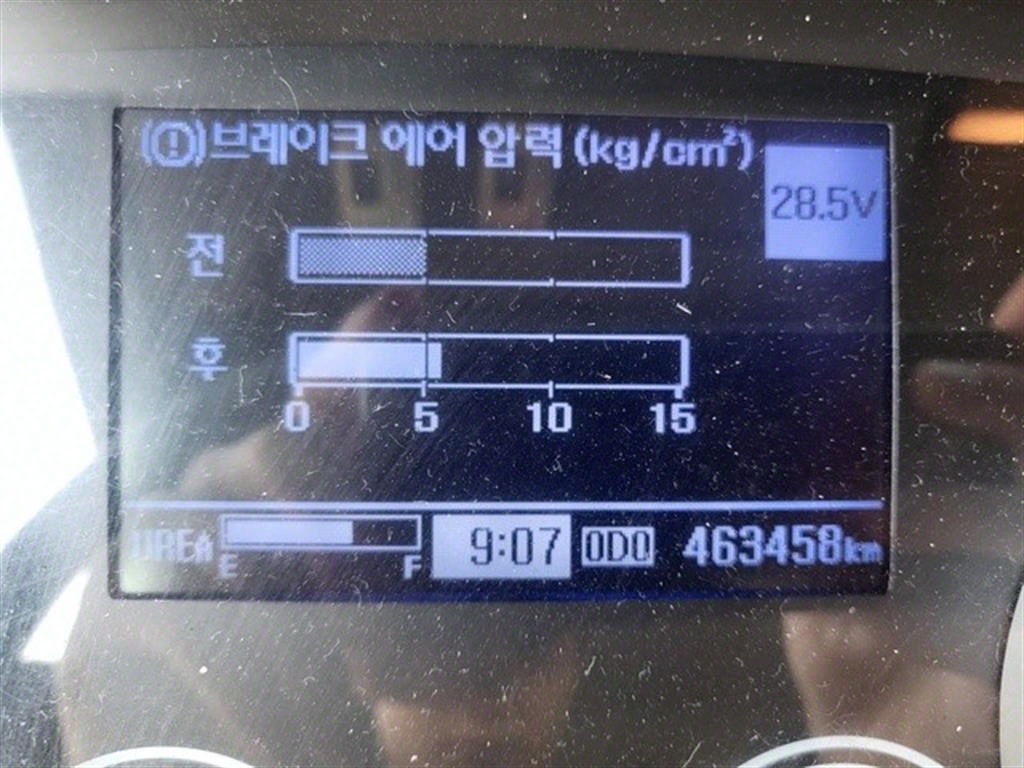 (!)브레이크 에어 압력 (kg/cm²)
28.5V
전
후
0 5 10 15
UREA E F 9:07 ODO 463458km